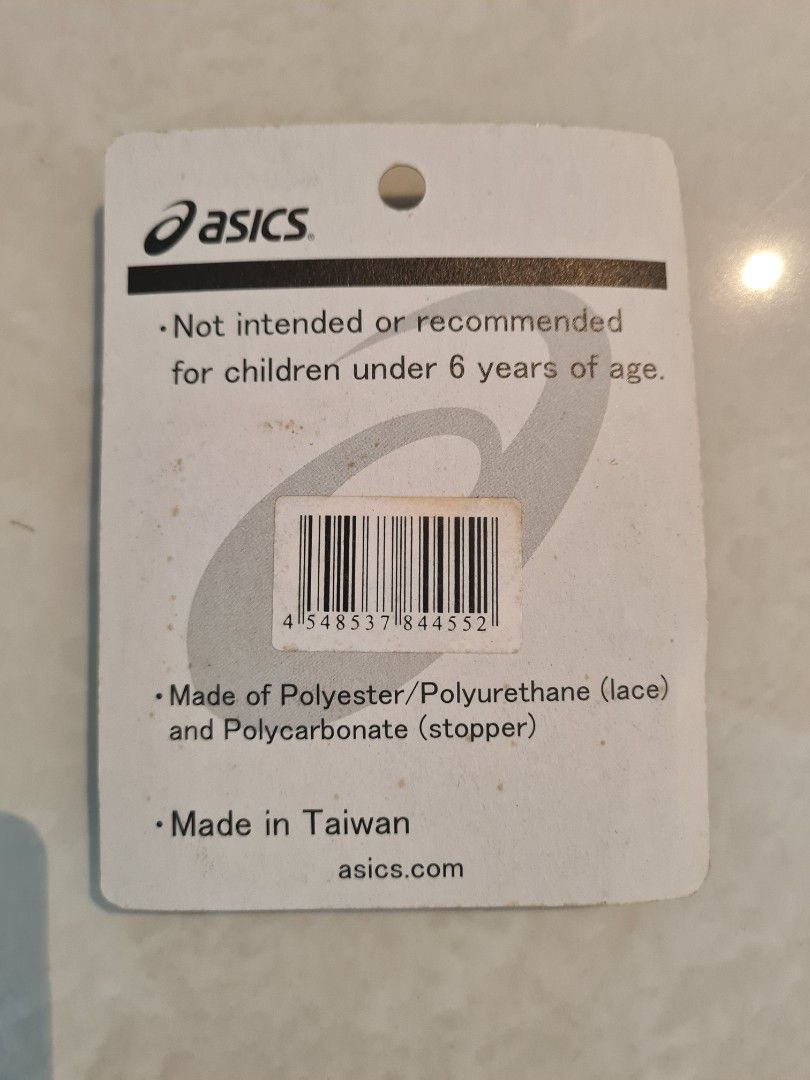 asics®
・Not intended or recommended
for children under 6 years of age.
4 548537 844552
・Made of Polyester/Polyurethane (lace)
and Polycarbonate (stopper)
・Made in Taiwan
asics.com